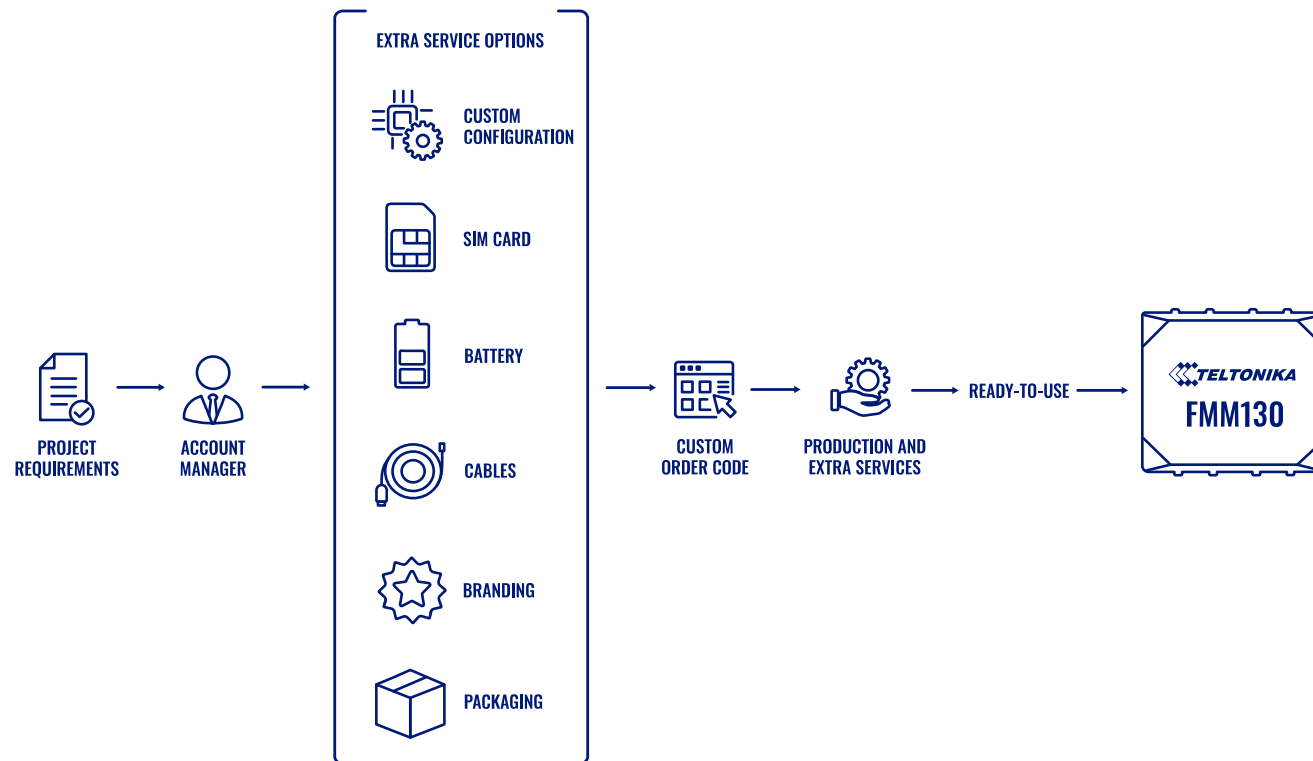 EXTRA SERVICE OPTIONS
CUSTOM
CONFIGURATION
SIM CARD
BATTERY
CABLES
BRANDING
PACKAGING
PROJECT
REQUIREMENTS
ACCOUNT
MANAGER
CUSTOM
ORDER CODE
PRODUCTION AND
EXTRA SERVICES
READY-TO-USE
TELTONIKA
FMM130